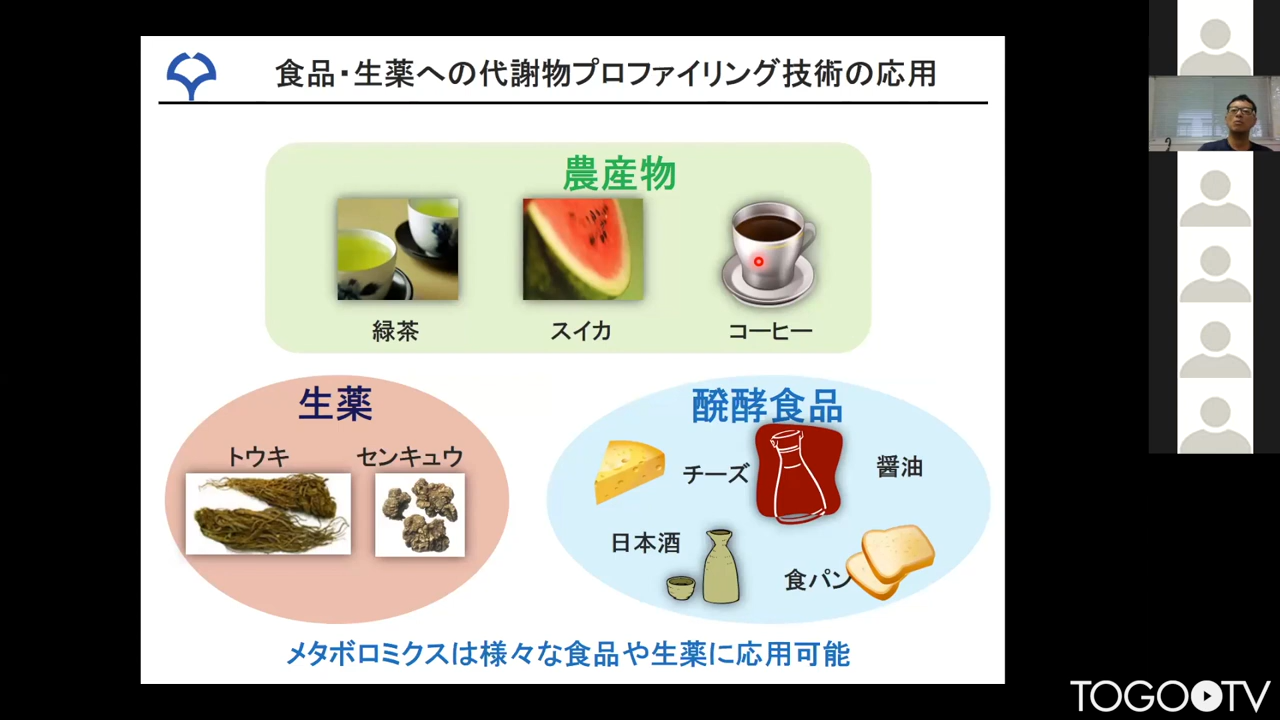 食品・生薬への代謝物プロファイリング技術の応用
農産物
緑茶
スイカ
コーヒー
生薬
トウキ
センキュウ
醗酵食品
チーズ
醤油
日本酒
食パン
メタボロミクスは様々な食品や生薬に応用可能
TOGO TV